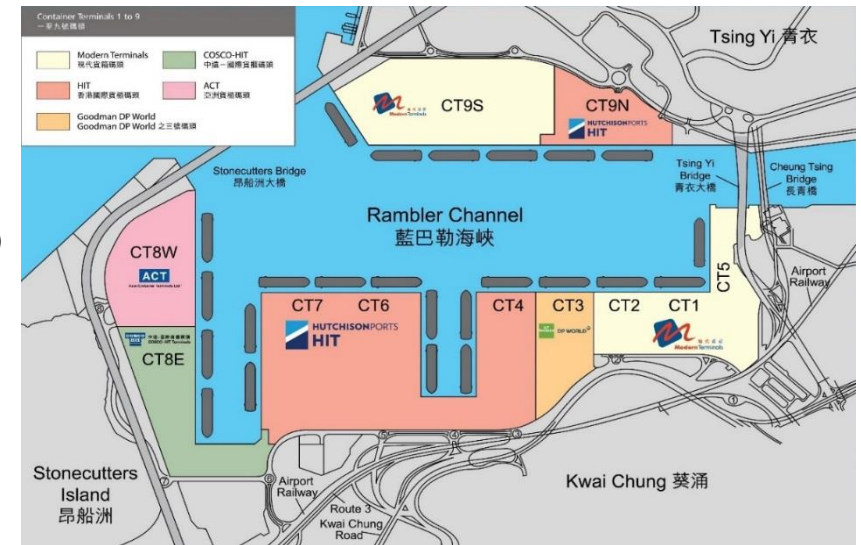 Container Terminals 1 to 9
一至九號碼頭
Modern Terminals
現代貨箱碼頭
COSCO-HIT
中遠－國際貨櫃碼頭
HIT
香港國際貨櫃碼頭
ACT
亞洲貨櫃碼頭
Goodman DP World
Goodman DP World 之三號碼頭
Tsing Yi 青衣
CT9S
Modern Terminals
CT9N
HUTCHISON PORTS
HIT
Stonecutters Bridge
昂船洲大橋
Tsing Yi
Bridge
青衣大橋
Cheung Tsing
Bridge
長青橋
Rambler Channel
藍巴勒海峽
CT8W
ACT
CT5
Airport
Railway
CT7
CT6
CT4
CT3
CT2
CT1
HUTCHISON PORTS
HIT
DP WORLD
Modern Terminals
COSCO-HIT Terminals
CT8E
Stonecutters
Island
昂船洲
Airport
Railway
Route 3
Kwai Chung
Road
Kwai Chung 葵涌